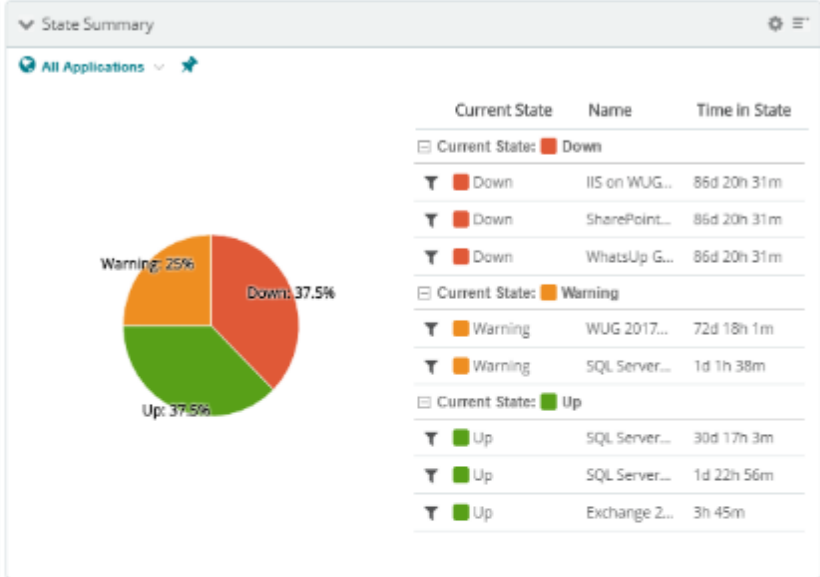 State Summary
All Applications
Current State Name Time in State
Current State: Down
Down IIS on WUG... 86d 20h 31m
Down SharePoint... 86d 20h 31m
Down WhatsUp G... 86d 20h 31m
Current State: Warning
Warning WUG 2017... 72d 18h 1m
Warning SQL Server... 1d 1h 38m
Current State: Up
Up SQL Server... 30d 17h 3m
Up SQL Server... 1d 22h 56m
Up Exchange 2... 3h 45m
Warning: 25%
Down: 37.5%
Up: 37.5%